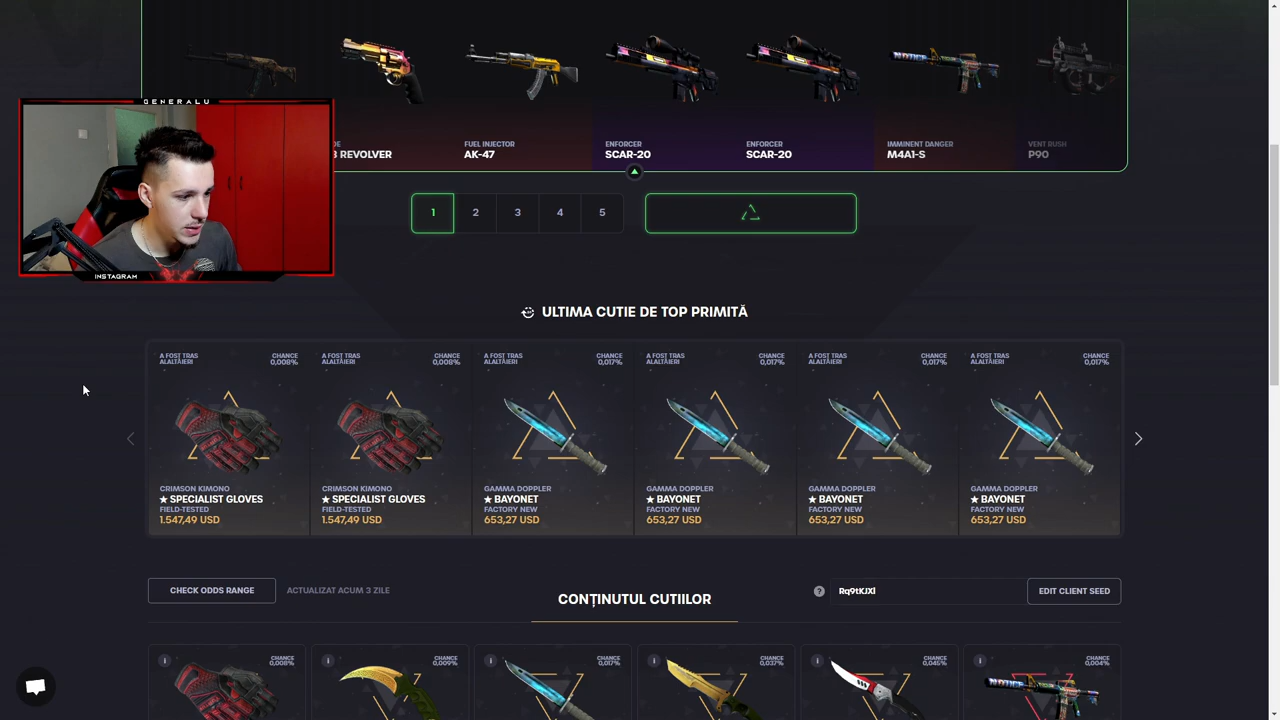 GENERALU
INSTAGRAM
B REVOLVER
FUEL INJECTOR
AK-47
ENFORCER
SCAR-20
ENFORCER
SCAR-20
IMMINENT DANGER
M4A1-S
VENT RUSH
P90
1 2 3 4 5
ULTIMA CUTIE DE TOP PRIMITĂ
A FOST TRAS
ALALTĂIERI
CHANCE
0,008%
CRIMSON KIMONO
★ SPECIALIST GLOVES
FIELD-TESTED
1.547,49 USD
A FOST TRAS
ALALTĂIERI
CHANCE
0,008%
CRIMSON KIMONO
★ SPECIALIST GLOVES
FIELD-TESTED
1.547,49 USD
A FOST TRAS
ALALTĂIERI
CHANCE
0,017%
GAMMA DOPPLER
★ BAYONET
FACTORY NEW
653,27 USD
A FOST TRAS
ALALTĂIERI
CHANCE
0,017%
GAMMA DOPPLER
★ BAYONET
FACTORY NEW
653,27 USD
A FOST TRAS
ALALTĂIERI
CHANCE
0,017%
GAMMA DOPPLER
★ BAYONET
FACTORY NEW
653,27 USD
A FOST TRAS
ALALTĂIERI
CHANCE
0,017%
GAMMA DOPPLER
★ BAYONET
FACTORY NEW
653,27 USD
CHECK ODDS RANGE
ACTUALIZAT ACUM 3 ZILE
CONȚINUTUL CUTIILOR
Rq9tKJXl
EDIT CLIENT SEED
CHANCE
0,008%
CHANCE
0,009%
CHANCE
0,017%
CHANCE
0,037%
CHANCE
0,045%
CHANCE
0,004%